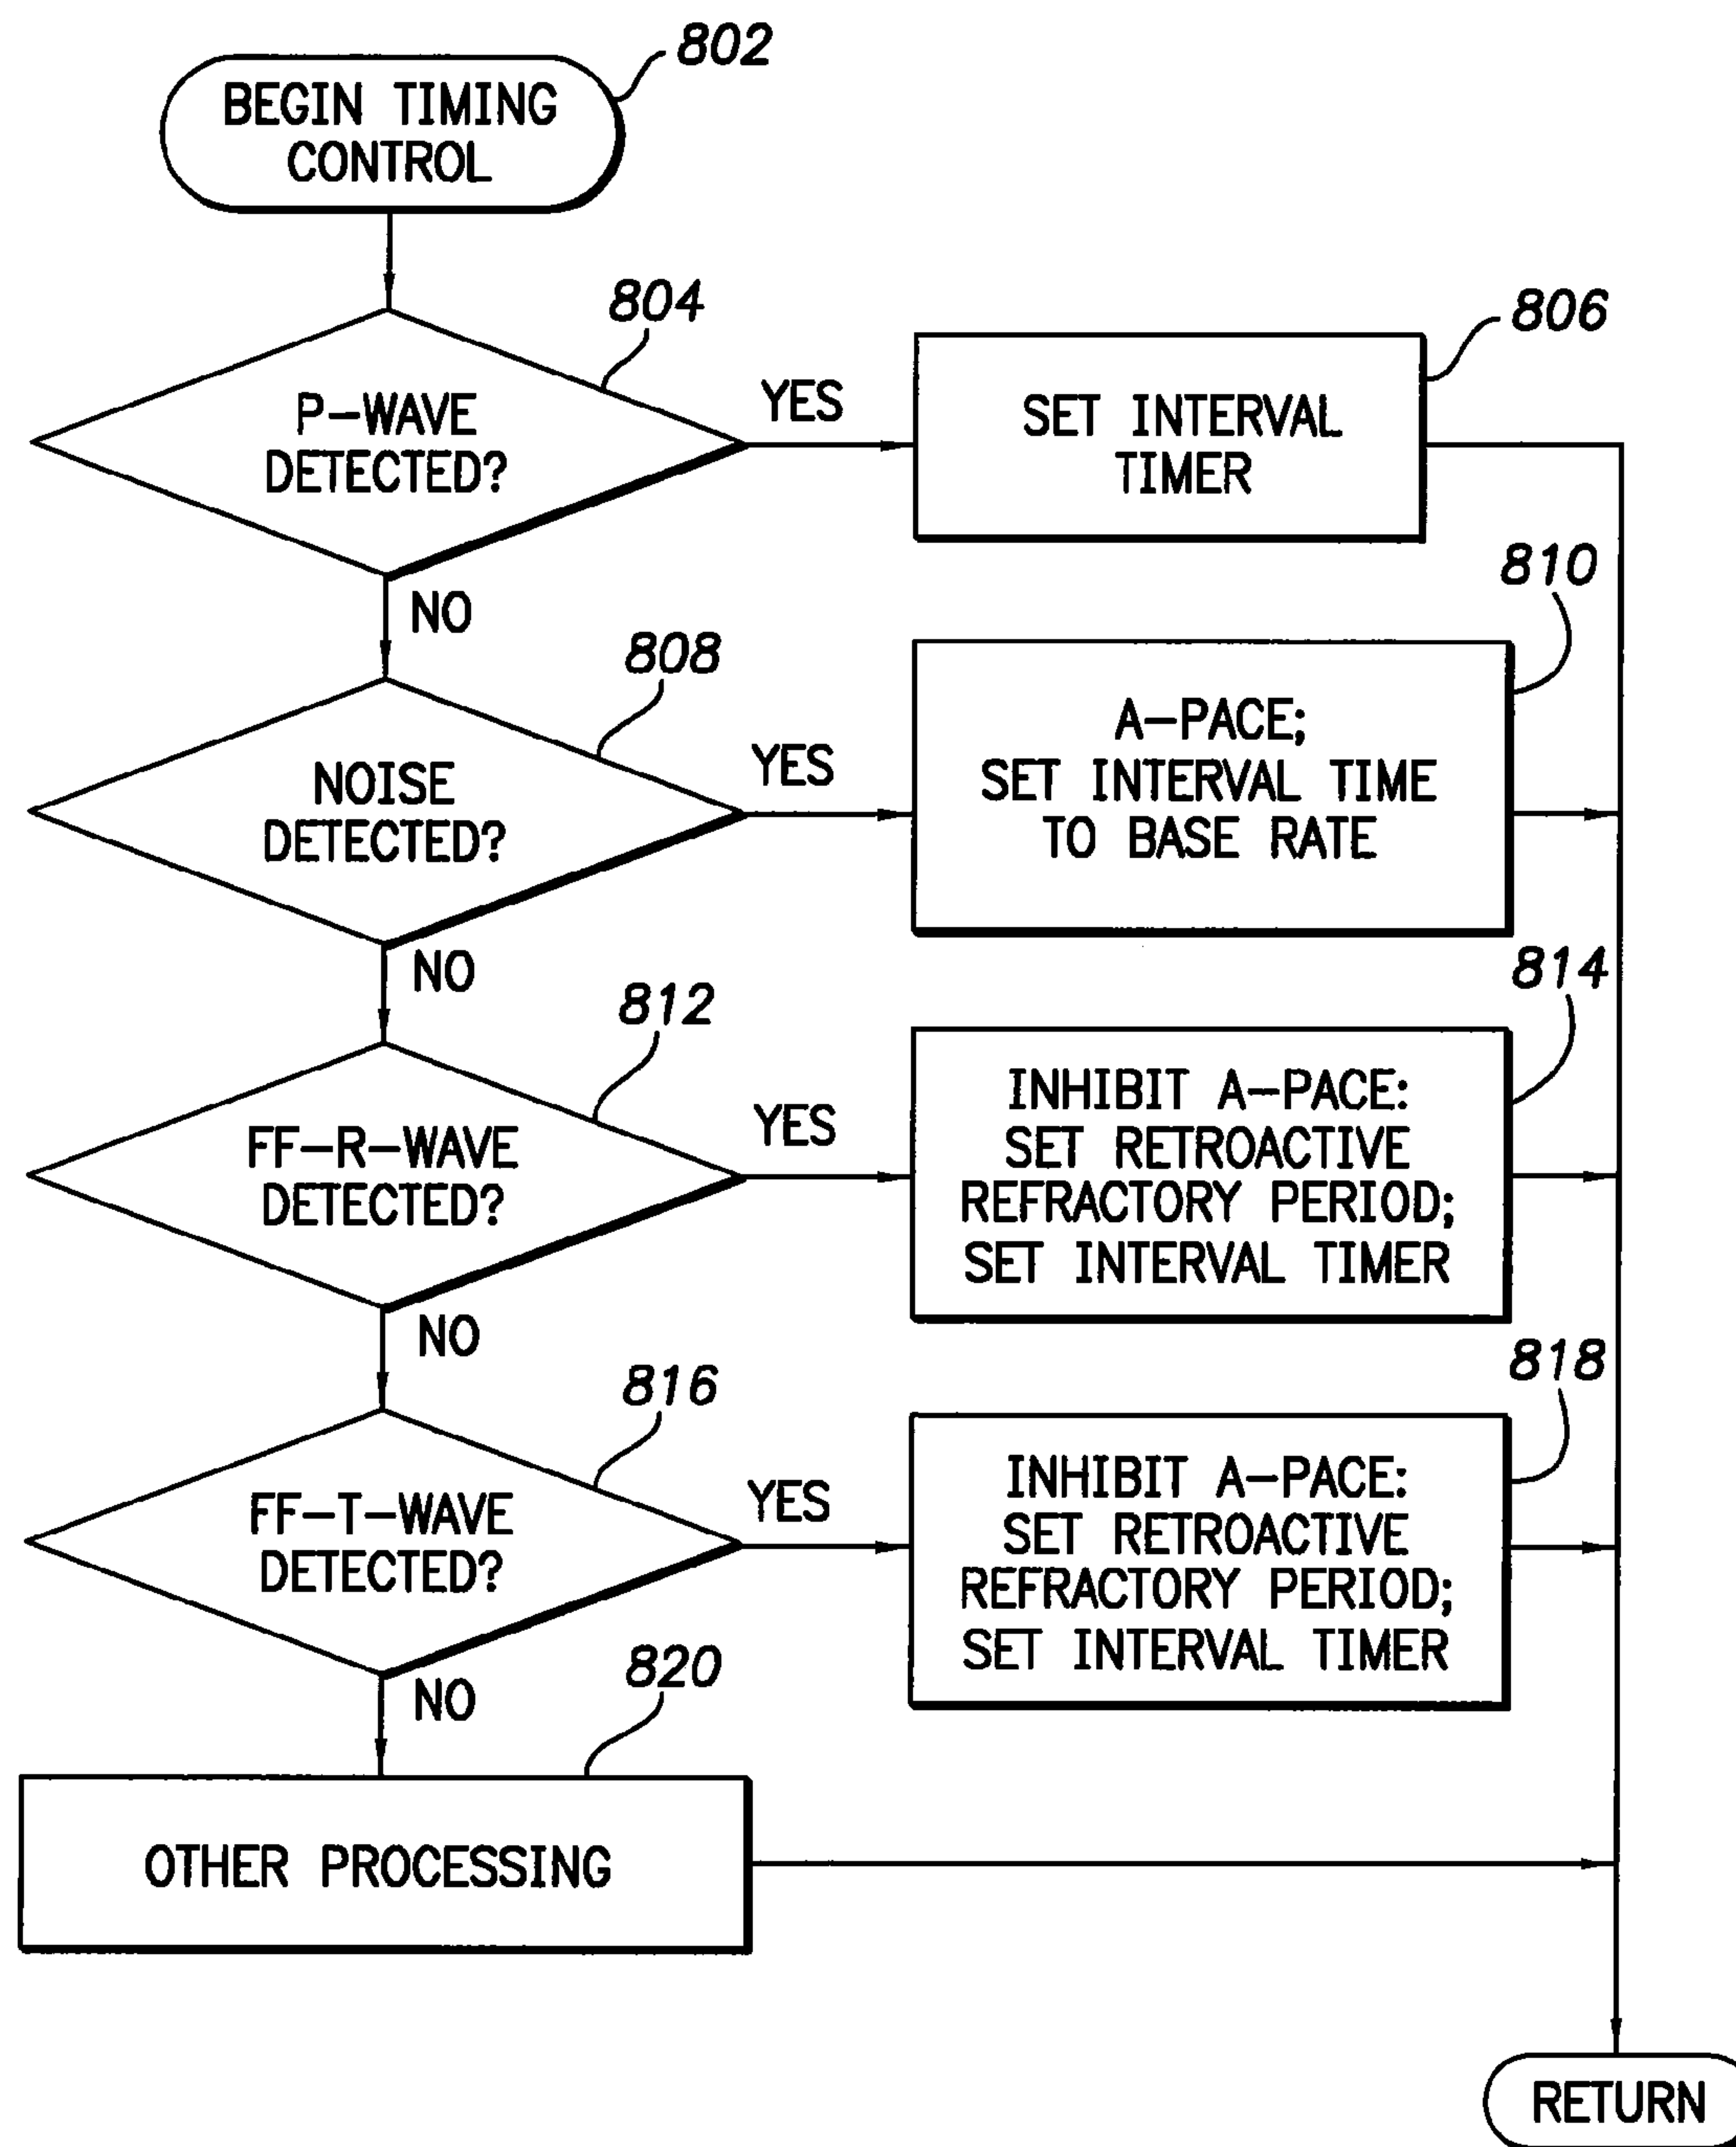 802
BEGIN TIMING
CONTROL
804
P-WAVE
DETECTED?
YES
806
SET INTERVAL
TIMER
NO
808
NOISE
DETECTED?
YES
810
A-PACE;
SET INTERVAL TIME
TO BASE RATE
NO
812
FF-R-WAVE
DETECTED?
YES
814
INHIBIT A-PACE:
SET RETROACTIVE
REFRACTORY PERIOD;
SET INTERVAL TIMER
NO
816
FF-T-WAVE
DETECTED?
YES
818
INHIBIT A-PACE:
SET RETROACTIVE
REFRACTORY PERIOD;
SET INTERVAL TIMER
NO
820
OTHER PROCESSING
RETURN